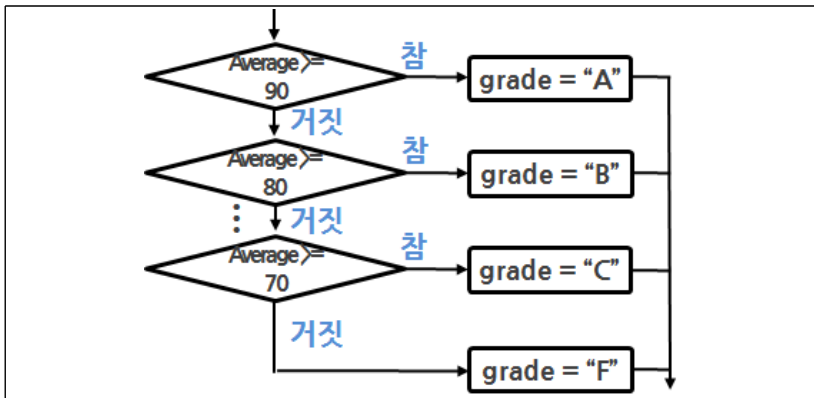 Average >=
90
참
grade = “A”
거짓
Average >=
80
참
grade = “B”
⋮
거짓
Average >=
70
참
grade = “C”
거짓
grade = “F”